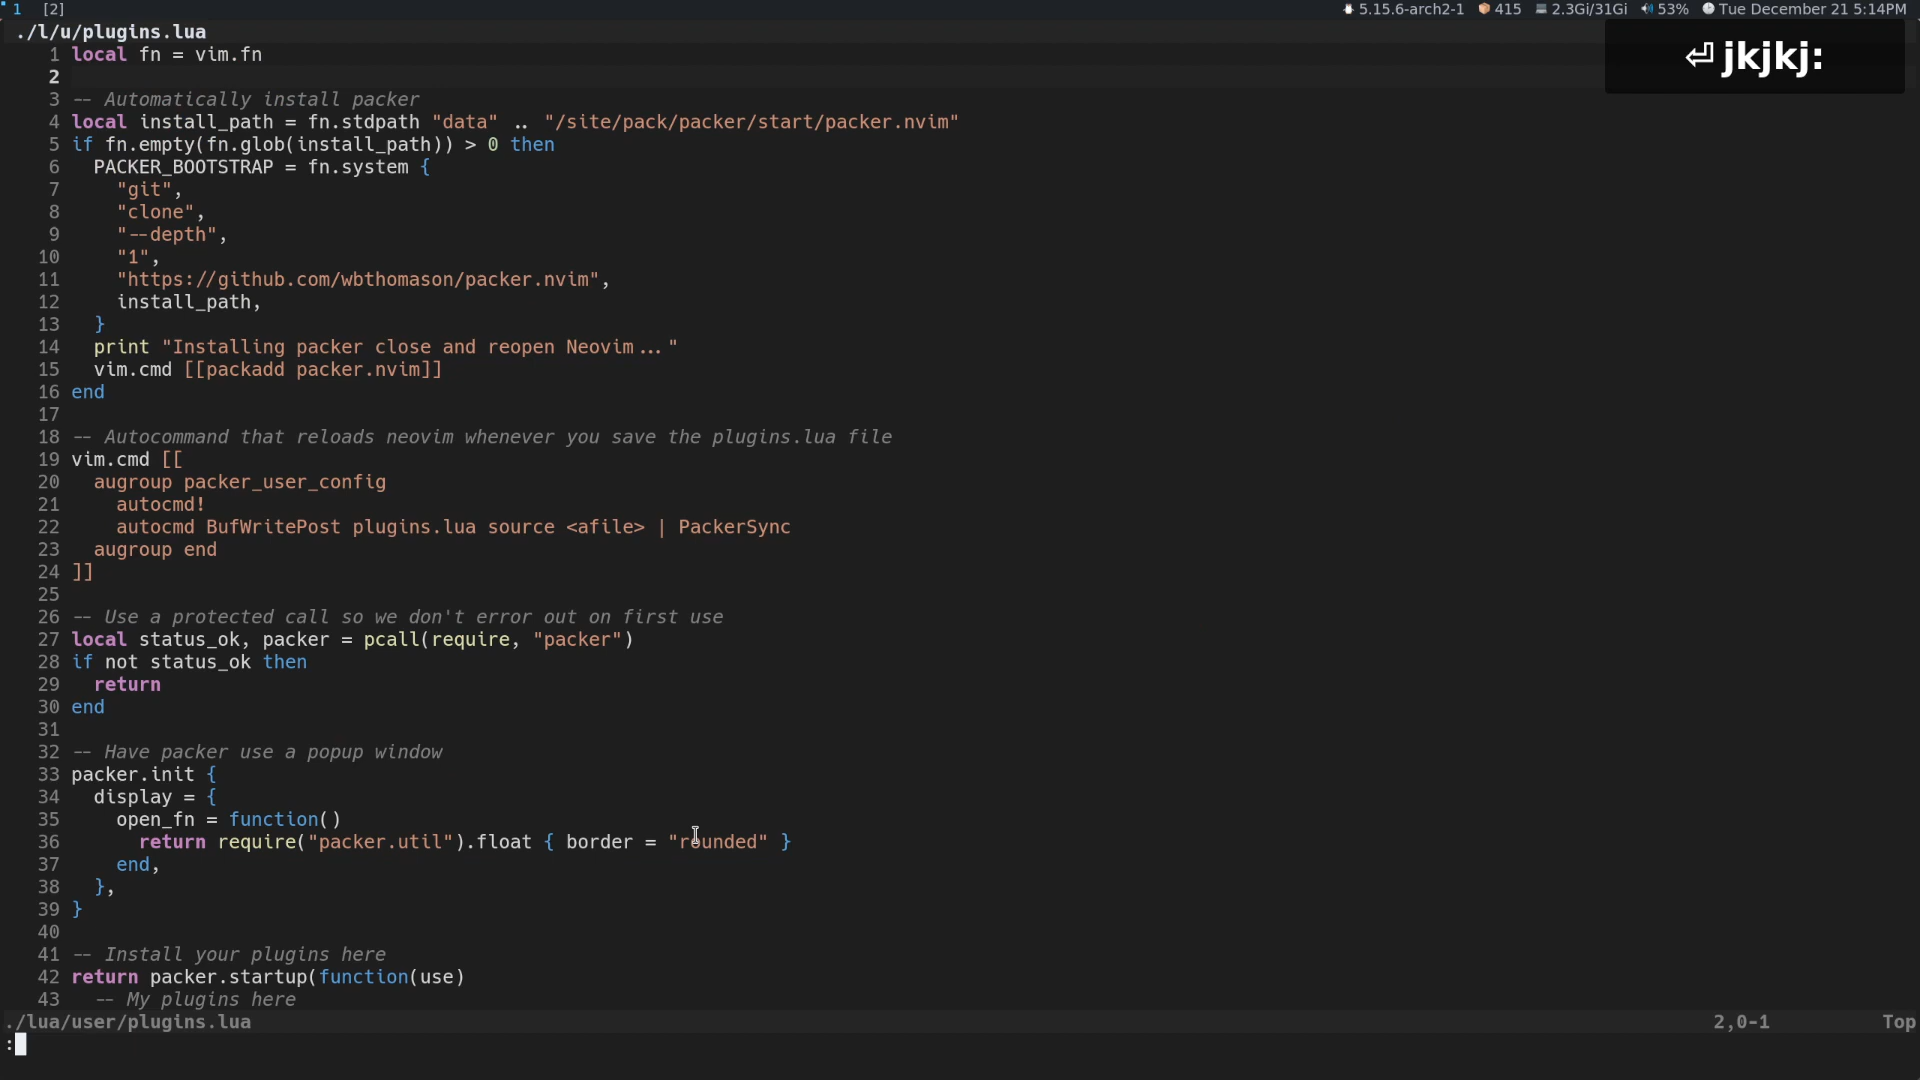 1 [2] 5.15.6-arch2-1 415 2.3Gi/31Gi 53% Tue December 21 5:14PM
./l/u/plugins.lua
⏎ jkjkj:
1 local fn = vim.fn
2
3 -- Automatically install packer
4 local install_path = fn.stdpath "data" .. "/site/pack/packer/start/packer.nvim"
5 if fn.empty(fn.glob(install_path)) > 0 then
6   PACKER_BOOTSTRAP = fn.system {
7     "git",
8     "clone",
9     "--depth",
10     "1",
11     "https://github.com/wbthomason/packer.nvim",
12     install_path,
13   }
14   print "Installing packer close and reopen Neovim..."
15   vim.cmd [[packadd packer.nvim]]
16 end
17
18 -- Autocommand that reloads neovim whenever you save the plugins.lua file
19 vim.cmd [[
20   augroup packer_user_config
21     autocmd!
22     autocmd BufWritePost plugins.lua source <afile> | PackerSync
23   augroup end
24 ]]
25
26 -- Use a protected call so we don't error out on first use
27 local status_ok, packer = pcall(require, "packer")
28 if not status_ok then
29   return
30 end
31
32 -- Have packer use a popup window
33 packer.init {
34   display = {
35     open_fn = function()
36       return require("packer.util").float { border = "rounded" }
37     end,
38   },
39 }
40
41 -- Install your plugins here
42 return packer.startup(function(use)
43   -- My plugins here
./lua/user/plugins.lua 2,0-1 Top
: